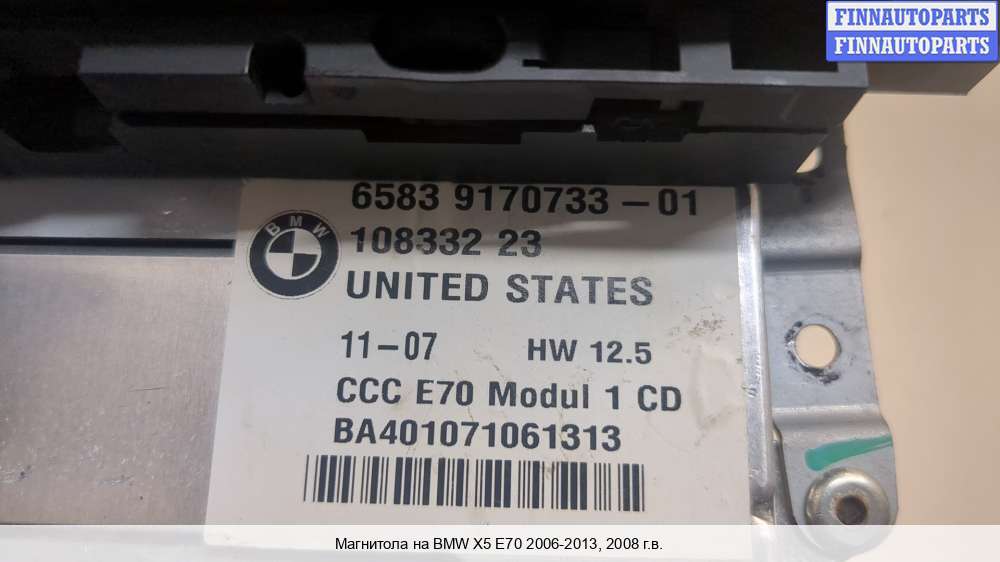 FINNAUTOPARTS
FINNAUTOPARTS
6583 9170733-01
BMW
108332 23
UNITED STATES
11-07 HW 12.5
CCC E70 Modul 1 CD
BA401071061313
Магнитола на BMW X5 E70 2006-2013, 2008 г.в.